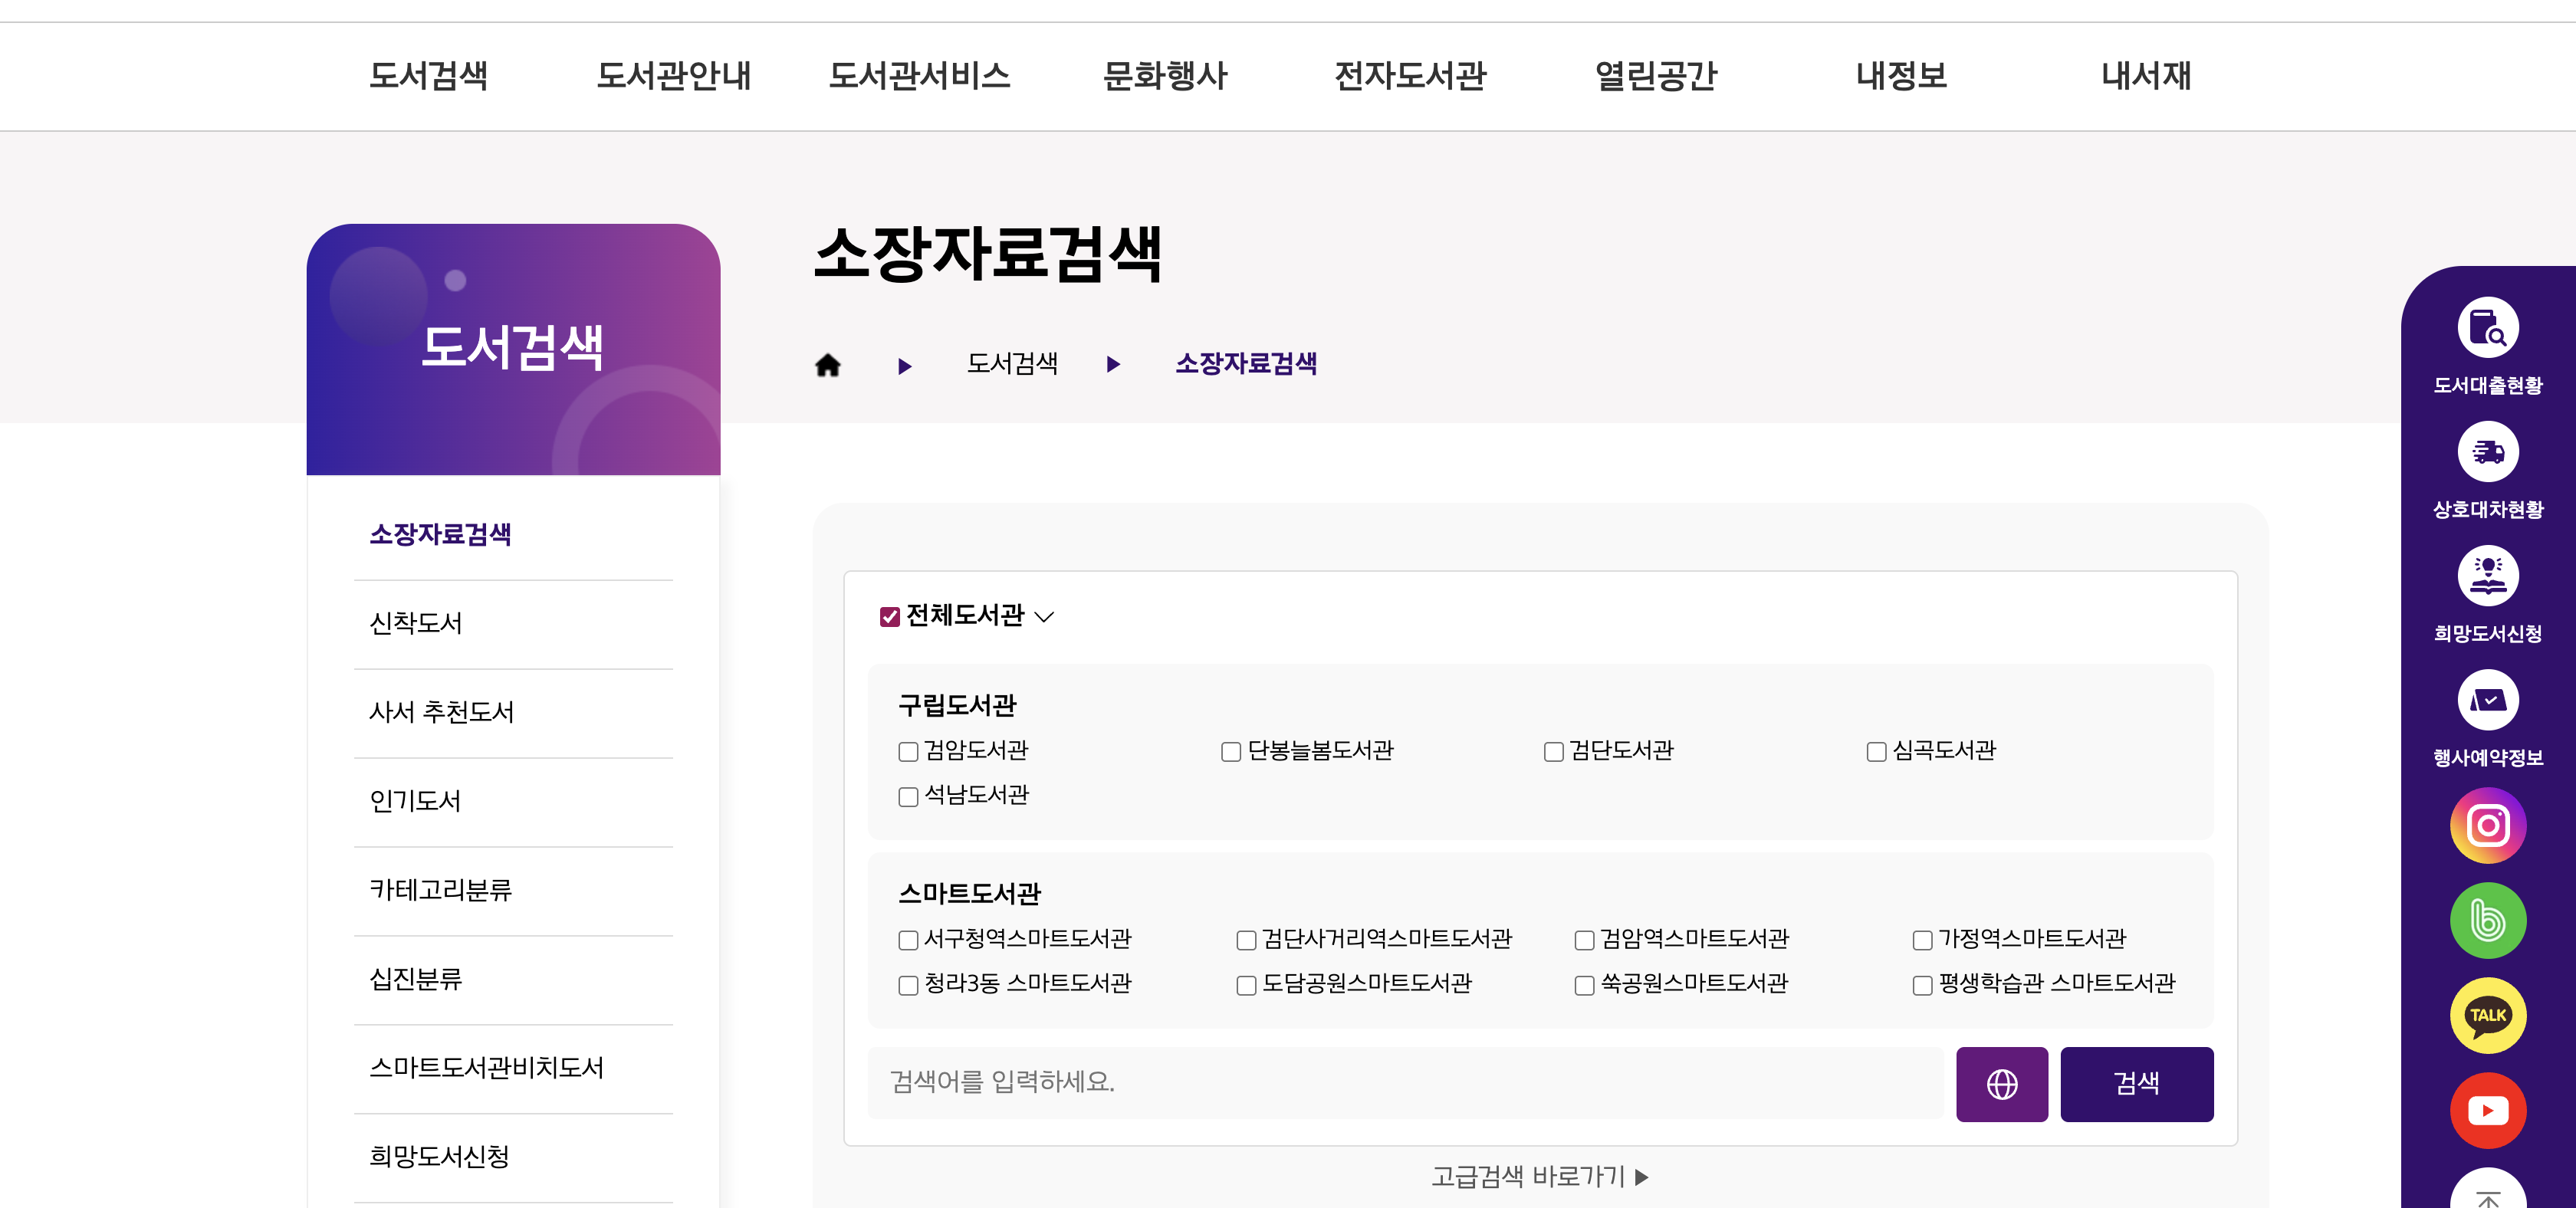 도서검색 도서관안내 도서관서비스 문화행사 전자도서관 열린공간 내정보 내서재
도서검색
소장자료검색
신착도서
사서 추천도서
인기도서
카테고리분류
십진분류
스마트도서관비치도서
희망도서신청
소장자료검색
도서검색 소장자료검색
전체도서관
구립도서관
검암도서관 단봉늘봄도서관 검단도서관 심곡도서관
석남도서관
스마트도서관
서구청역스마트도서관 검단사거리역스마트도서관 검암역스마트도서관 가정역스마트도서관
청라3동 스마트도서관 도담공원스마트도서관 쑥공원스마트도서관 평생학습관 스마트도서관
검색어를 입력하세요. 검색
고급검색 바로가기 ▶
도서대출현황
상호대차현황
희망도서신청
행사예약정보
TALK